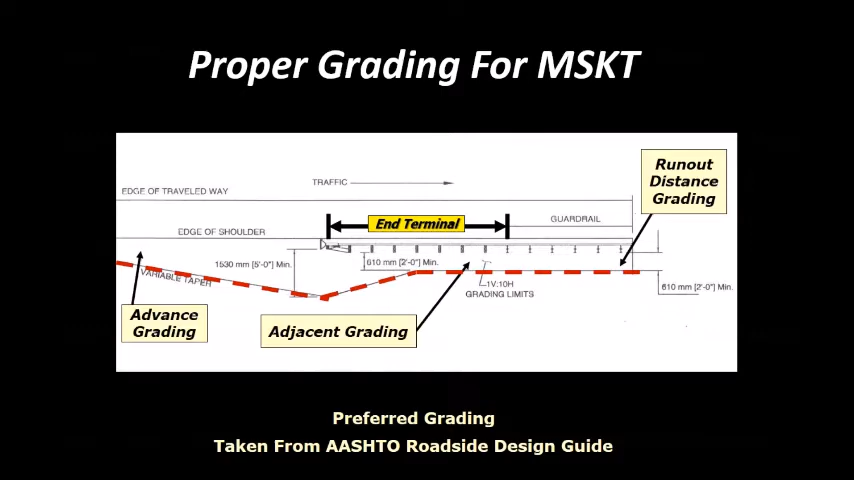 Proper Grading For MSKT
Runout
Distance
Grading
TRAFFIC
EDGE OF TRAVELED WAY
End Terminal
GUARDRAIL
EDGE OF SHOULDER
1530 mm [5'-0"] Min.
610 mm [2'-0"] Min.
VARIABLE TAPER
1V:10H
GRADING LIMITS
610 mm [2'-0"] Min.
Advance
Grading
Adjacent Grading
Preferred Grading
Taken From AASHTO Roadside Design Guide